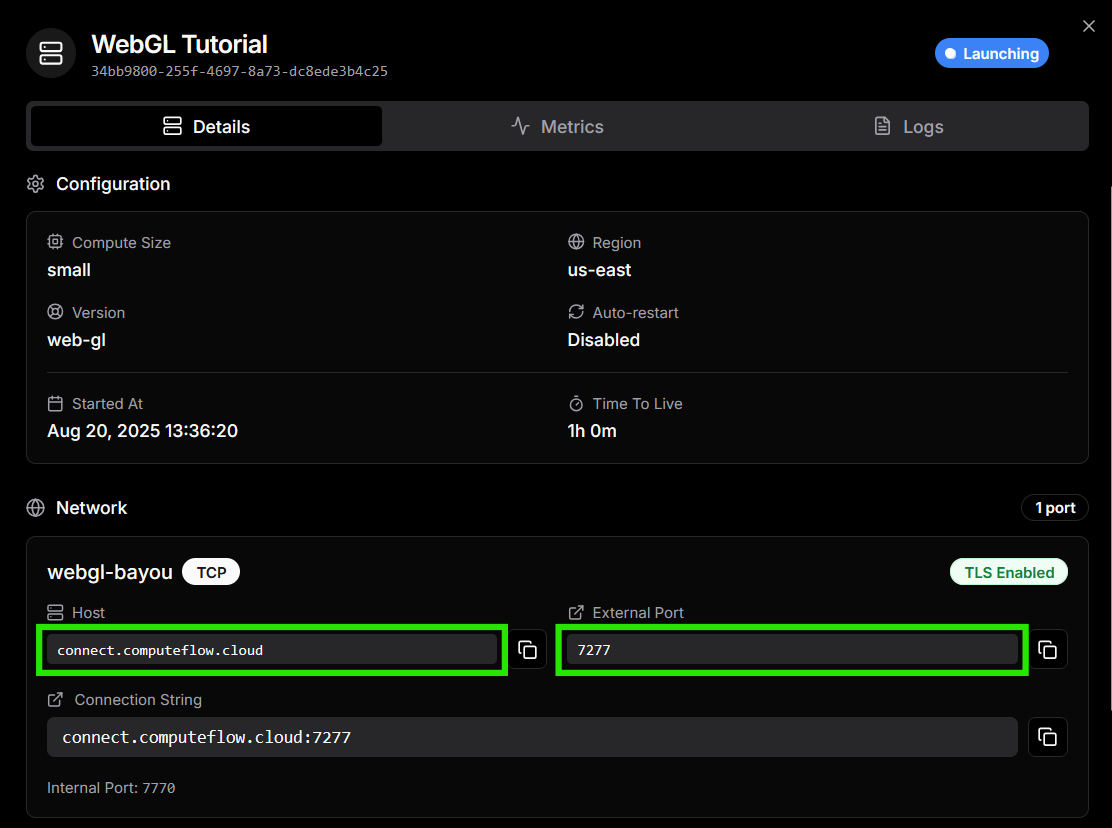 WebGL Tutorial
34bb9800-255f-4697-8a73-dc8ede3b4c25
Launching
Details
Metrics
Logs
Configuration
Compute Size
small
Region
us-east
Version
web-gl
Auto-restart
Disabled
Started At
Aug 20, 2025 13:36:20
Time To Live
1h 0m
Network
1 port
webgl-bayou
TCP
TLS Enabled
Host
connect.computeflow.cloud
External Port
7277
Connection String
connect.computeflow.cloud:7277
Internal Port: 7770